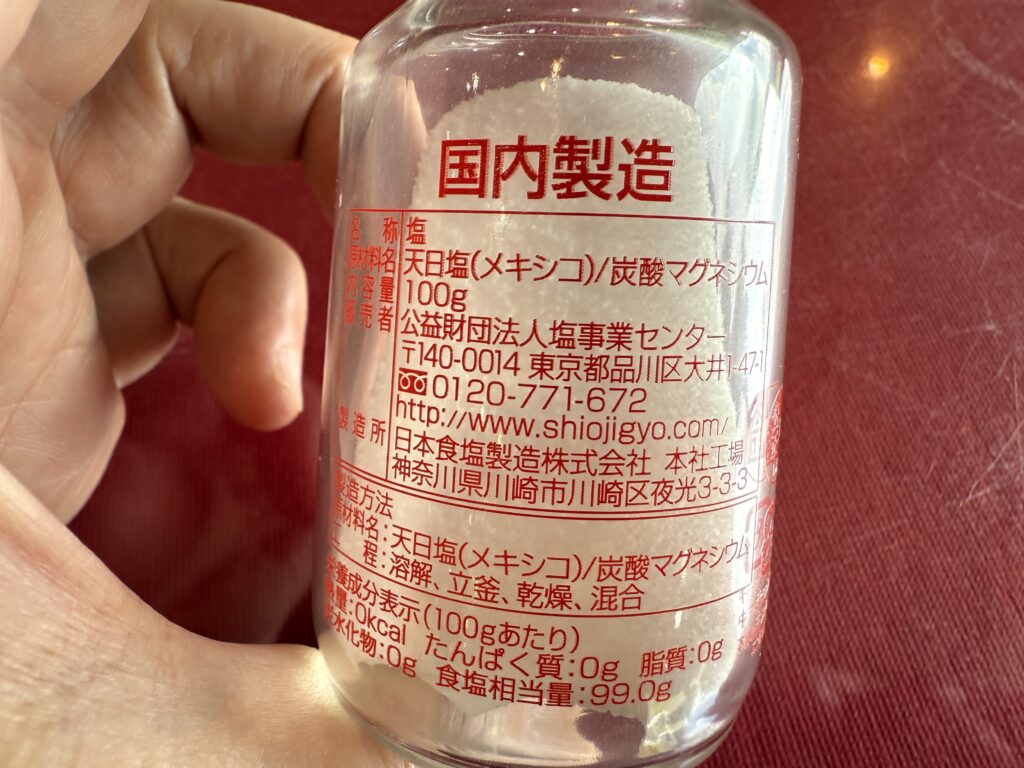 国内製造
名称 塩
原材料名 天日塩(メキシコ)/炭酸マグネシウム
内容量 100g
販売者 公益財団法人塩事業センター
〒140-0014 東京都品川区大井1-47-1
0120-771-672
http://www.shiojigyo.com/
製造所 日本食塩製造株式会社 本社工場
神奈川県川崎市川崎区夜光3-3-3
製造方法
原材料名:天日塩(メキシコ)/炭酸マグネシウム
工程:溶解、立釜、乾燥、混合
栄養成分表示(100gあたり)
熱量:0kcal たんぱく質:0g 脂質:0g
炭水化物:0g 食塩相当量:99.0g